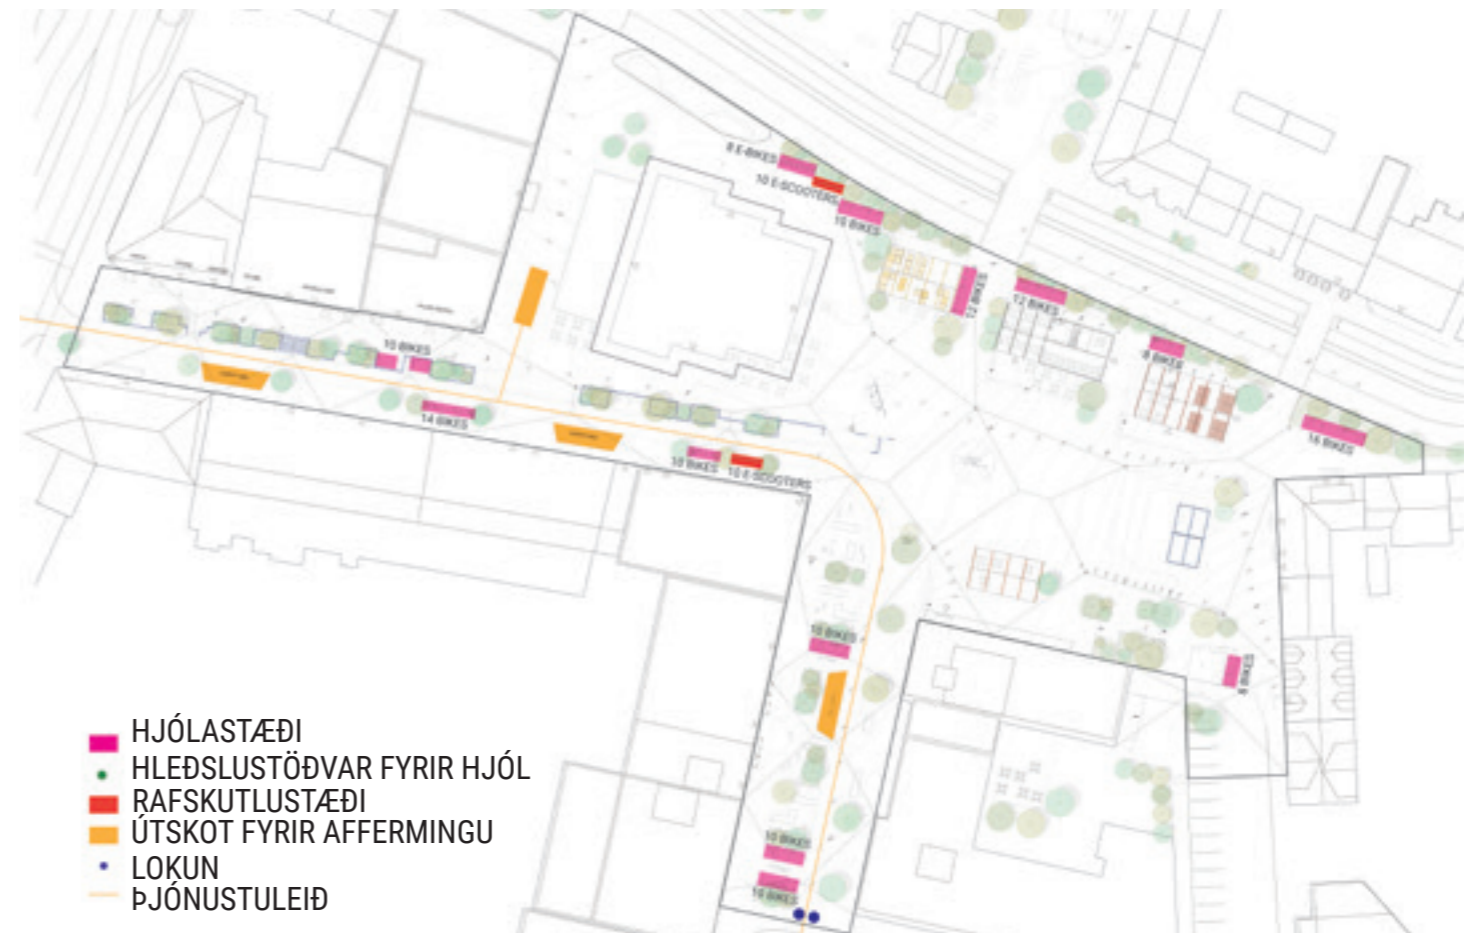 8 E-BIKES
10 E-SCOOTERS
10 BIKES
12 BIKES
12 BIKES
8 BIKES
16 BIKES
10 BIKES
14 BIKES
10 BIKES
10 E-SCOOTERS
10 BIKES
8 BIKES
10 BIKES
10 BIKES
HJÓLASTÆÐI
HLEÐSLUSTÖÐVAR FYRIR HJÓL
RAFSKUTLUSTÆÐI
ÚTSKOT FYRIR AFFERMINGU
LOKUN
ÞJÓNUSTULEIÐ